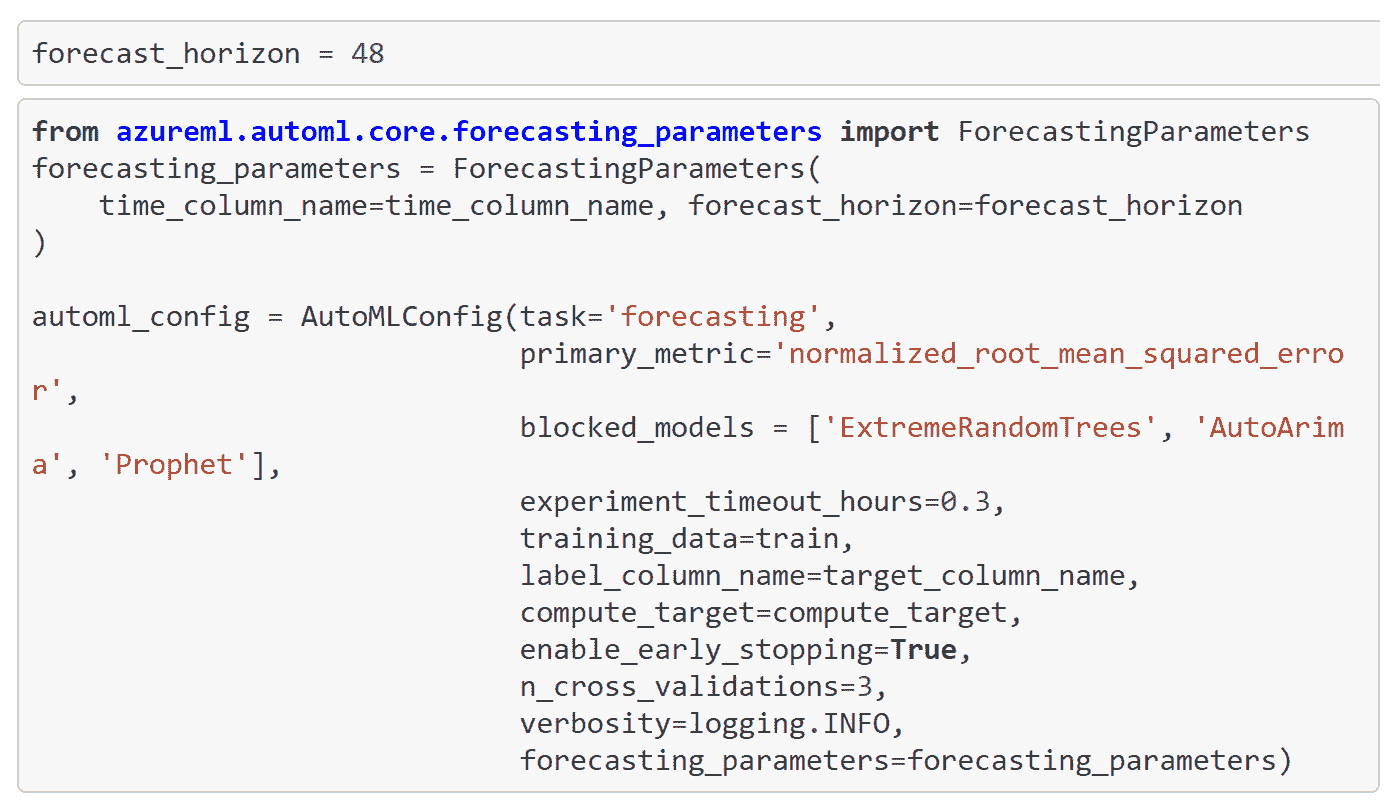 forecast_horizon = 48
from azureml.automl.core.forecasting_parameters import ForecastingParameters
forecasting_parameters = ForecastingParameters(
    time_column_name=time_column_name, forecast_horizon=forecast_horizon
)
automl_config = AutoMLConfig(task='forecasting',
                             primary_metric='normalized_root_mean_squared_erro
r',
                             blocked_models = ['ExtremeRandomTrees', 'AutoArim
a', 'Prophet'],
                             experiment_timeout_hours=0.3,
                             training_data=train,
                             label_column_name=target_column_name,
                             compute_target=compute_target,
                             enable_early_stopping=True,
                             n_cross_validations=3,
                             verbosity=logging.INFO,
                             forecasting_parameters=forecasting_parameters)